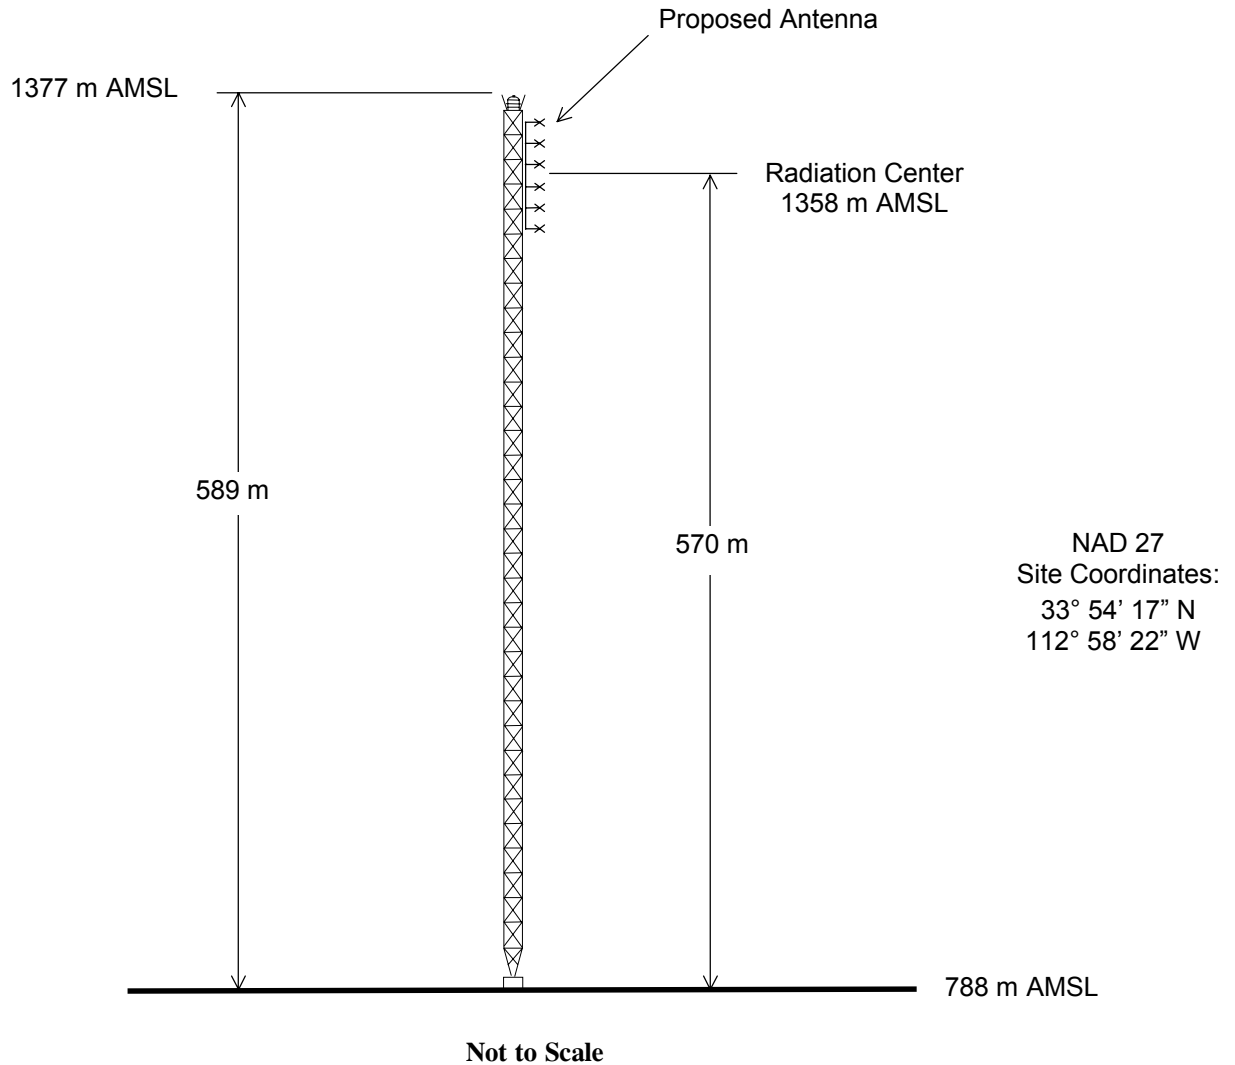 Proposed Antenna
1377 m AMSL
Radiation Center
1358 m AMSL
589 m
570 m
NAD 27
Site Coordinates:
33° 54’ 17” N
112° 58’ 22” W
788 m AMSL
Not to Scale